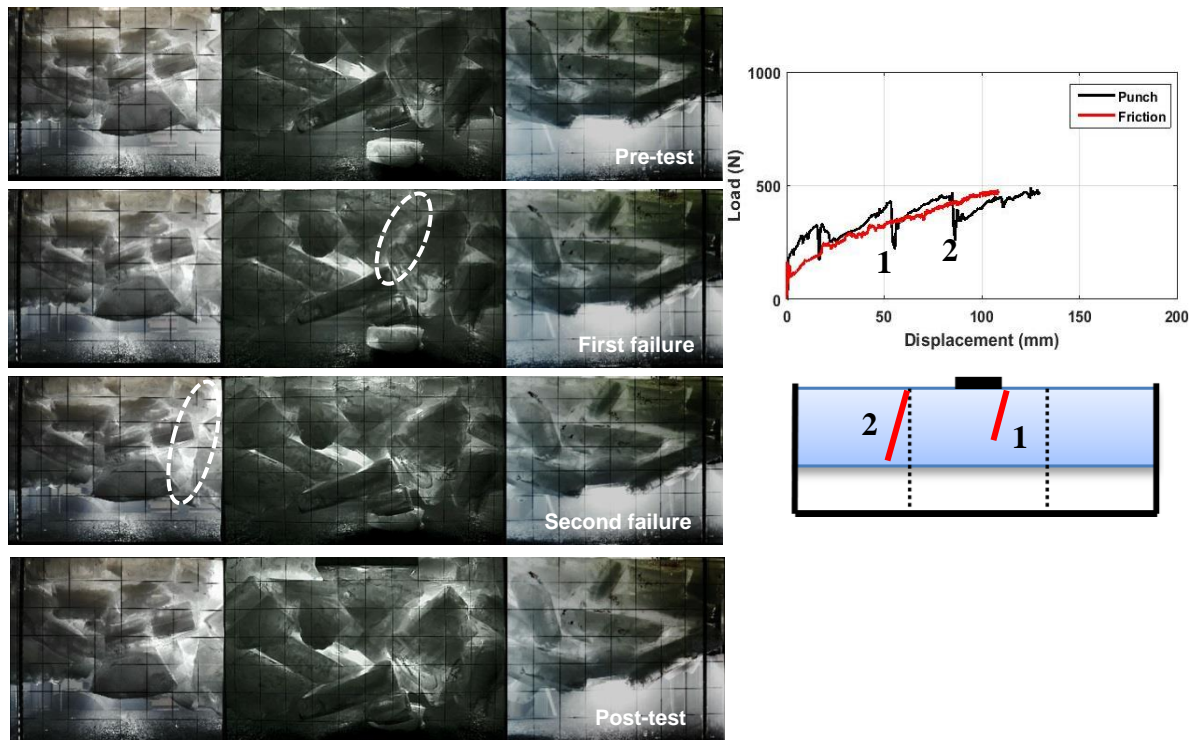 Pre-test
First failure
Second failure
Post-test
1000
500
0
0
50
100
150
200
Load (N)
Displacement (mm)
Punch
Friction
1
2
2
1